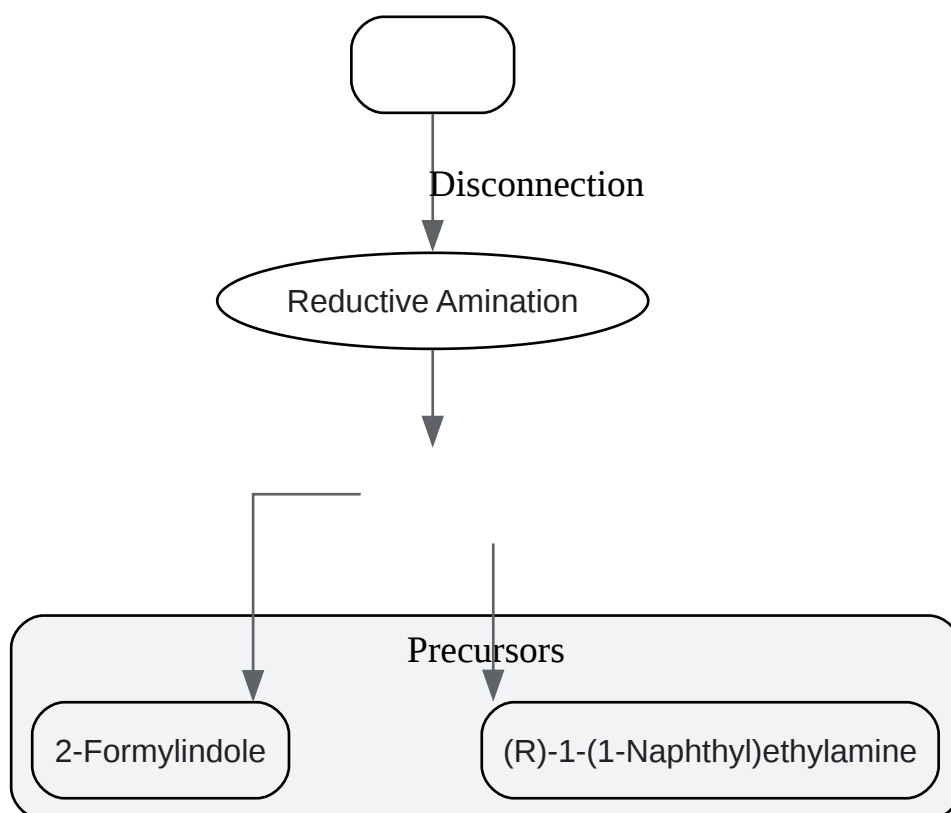 Disconnection
Reductive Amination
Precursors
2-Formylindole
(R)-1-(1-Naphthyl)ethylamine